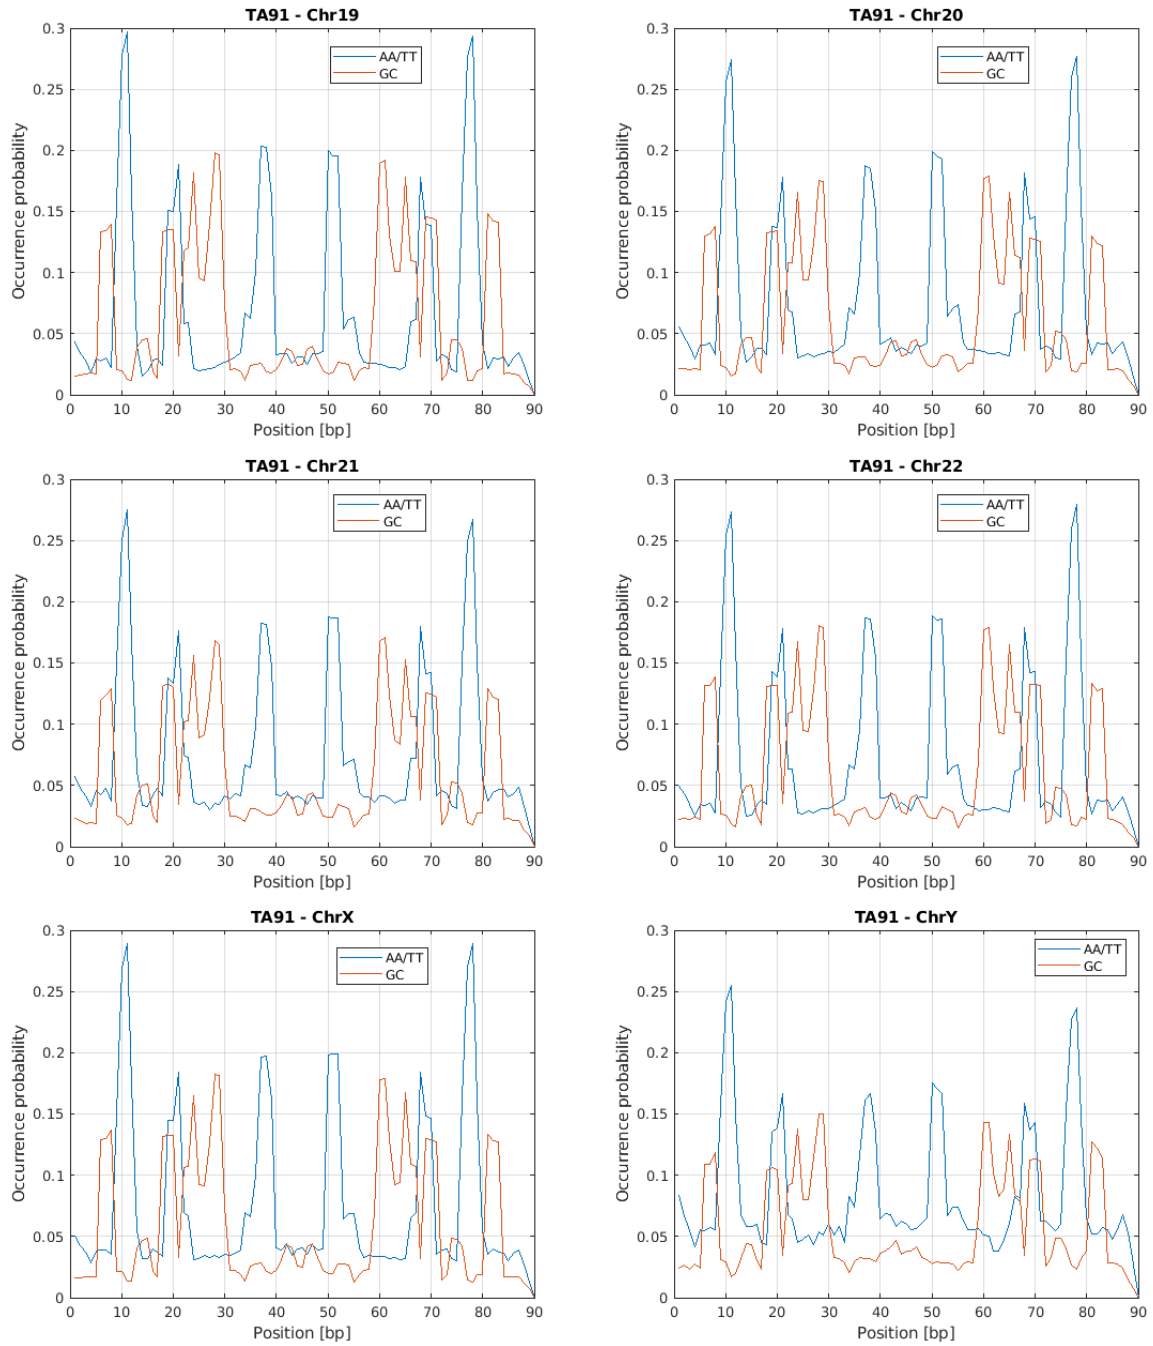 TA91 - Chr19
0.3
0.25
0.2
0.15
0.1
0.05
0
Occurrence probability
AA/TT
GC
0 10 20 30 40 50 60 70 80 90
Position [bp]
TA91 - Chr20
0.3
0.25
0.2
0.15
0.1
0.05
0
Occurrence probability
AA/TT
GC
0 10 20 30 40 50 60 70 80 90
Position [bp]
TA91 - Chr21
0.3
0.25
0.2
0.15
0.1
0.05
0
Occurrence probability
AA/TT
GC
0 10 20 30 40 50 60 70 80 90
Position [bp]
TA91 - Chr22
0.3
0.25
0.2
0.15
0.1
0.05
0
Occurrence probability
AA/TT
GC
0 10 20 30 40 50 60 70 80 90
Position [bp]
TA91 - ChrX
0.3
0.25
0.2
0.15
0.1
0.05
0
Occurrence probability
AA/TT
GC
0 10 20 30 40 50 60 70 80 90
Position [bp]
TA91 - ChrY
0.3
0.25
0.2
0.15
0.1
0.05
0
Occurrence probability
AA/TT
GC
0 10 20 30 40 50 60 70 80 90
Position [bp]